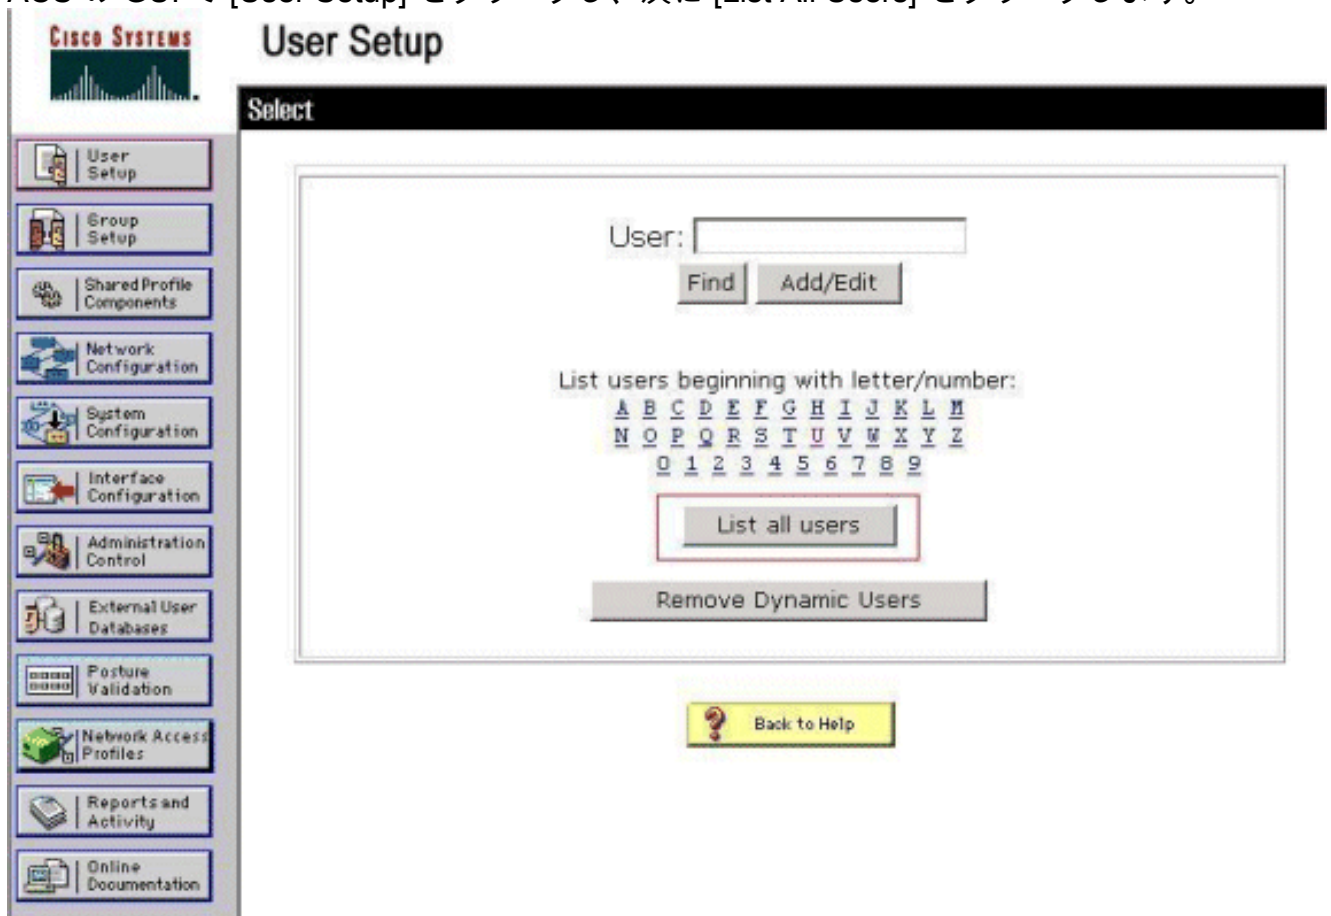 ACS の GUI で [User Setup] をクリックし、次に [List All Users] をクリックします。
CISCO SYSTEMS
User Setup
Select
User
Setup
Group
Setup
Shared Profile
Components
Network
Configuration
System
Configuration
Interface
Configuration
Administration
Control
External User
Databases
Posture
Validation
Network Access
Profiles
Reports and
Activity
Online
Documentation
User:
Find Add/Edit
List users beginning with letter/number:
A B C D E F G H I J K L M
N O P Q R S T U V W X Y Z
0 1 2 3 4 5 6 7 8 9
List all users
Remove Dynamic Users
Back to Help